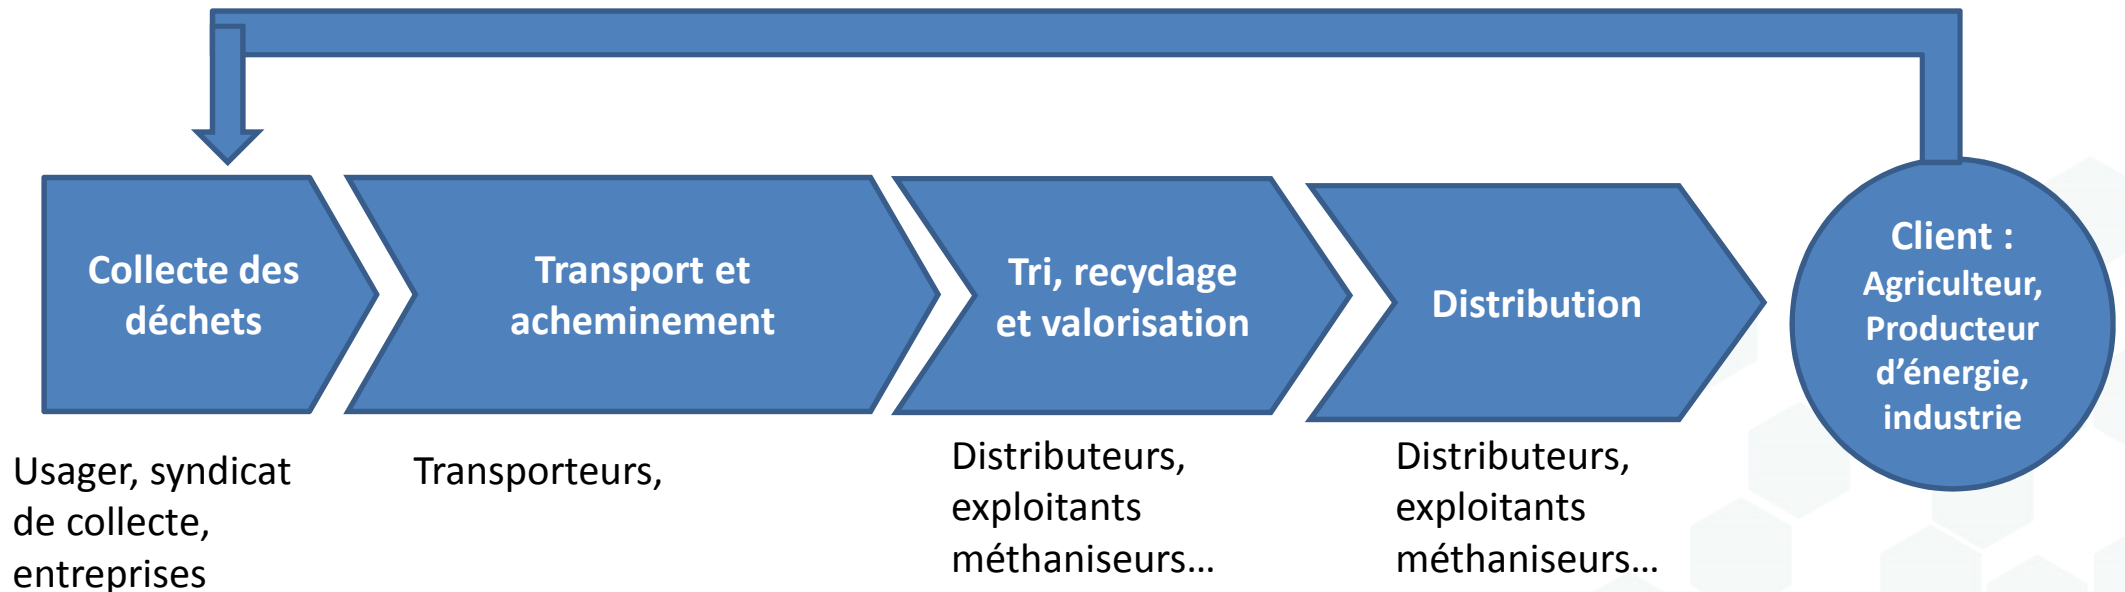 Collecte des
déchets
Transport et
acheminement
Tri, recyclage
et valorisation
Distribution
Client :
Agriculteur,
Producteur
d’énergie,
industrie
Usager, syndicat
de collecte,
entreprises
Transporteurs,
Distributeurs,
exploitants
méthaniseurs…
Distributeurs,
exploitants
méthaniseurs…